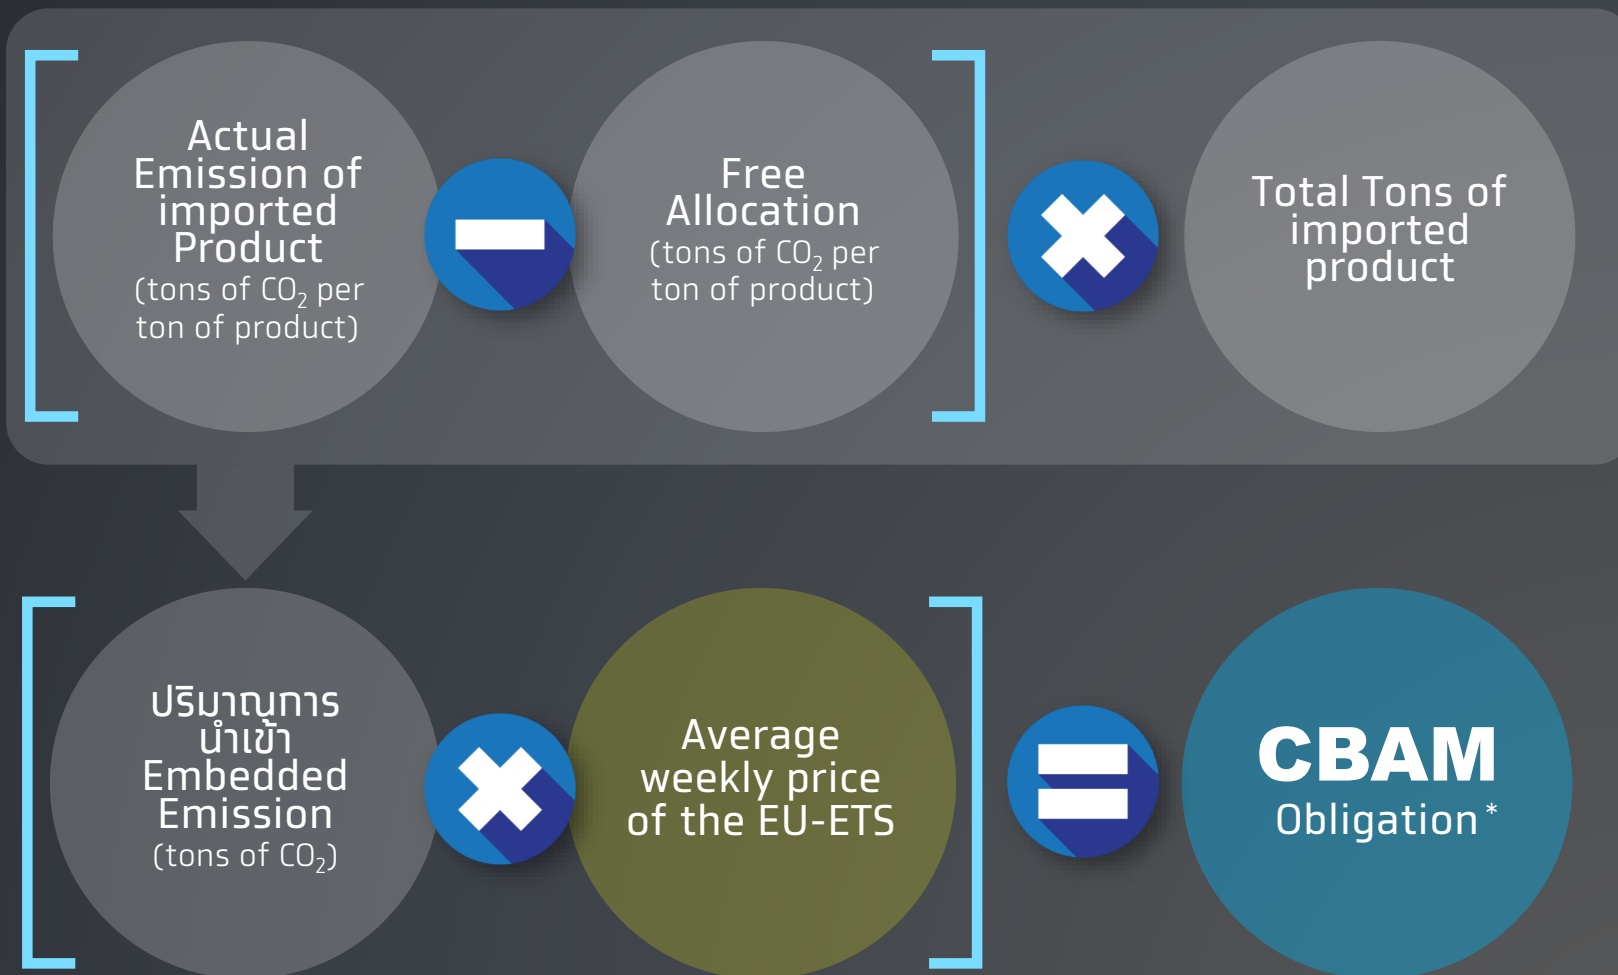 Actual
Emission of
imported
Product
(tons of CO₂ per
ton of product)
Free
Allocation
(tons of CO₂ per
ton of product)
Total Tons of
imported
product
ปริมาณการ
นำเข้า
Embedded
Emission
(tons of CO₂)
Average
weekly price
of the EU-ETS
CBAM
Obligation*